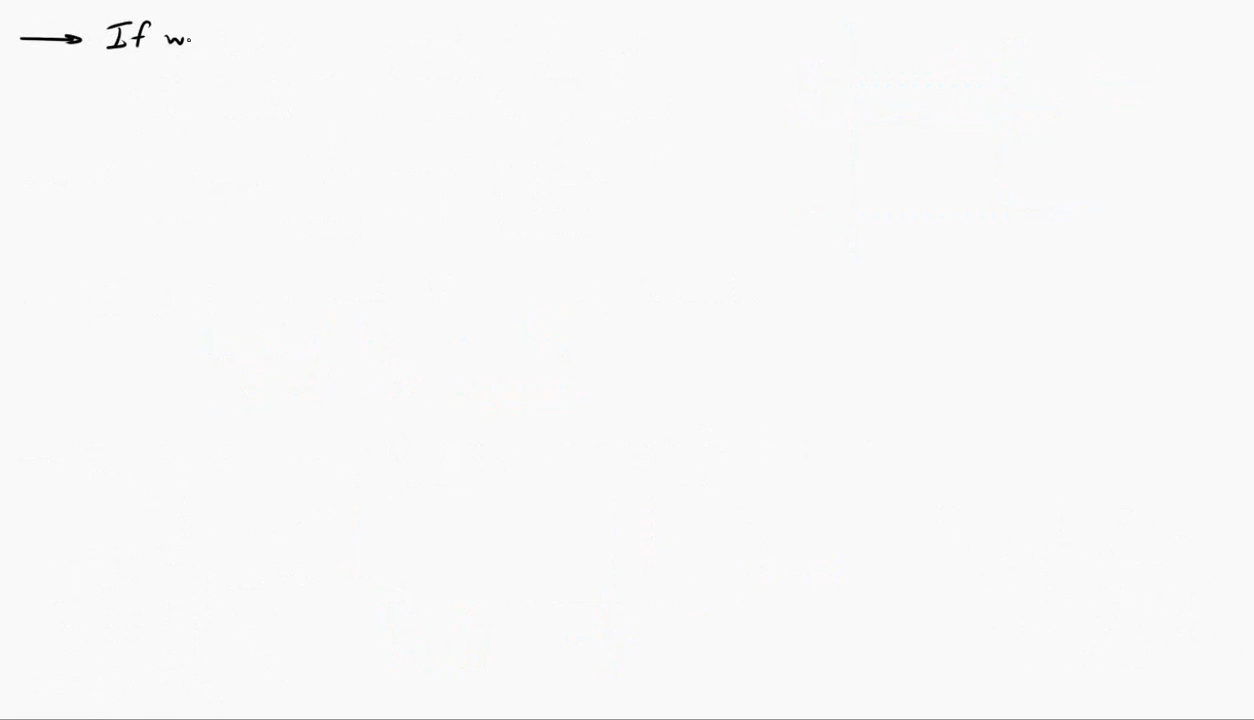 → If w